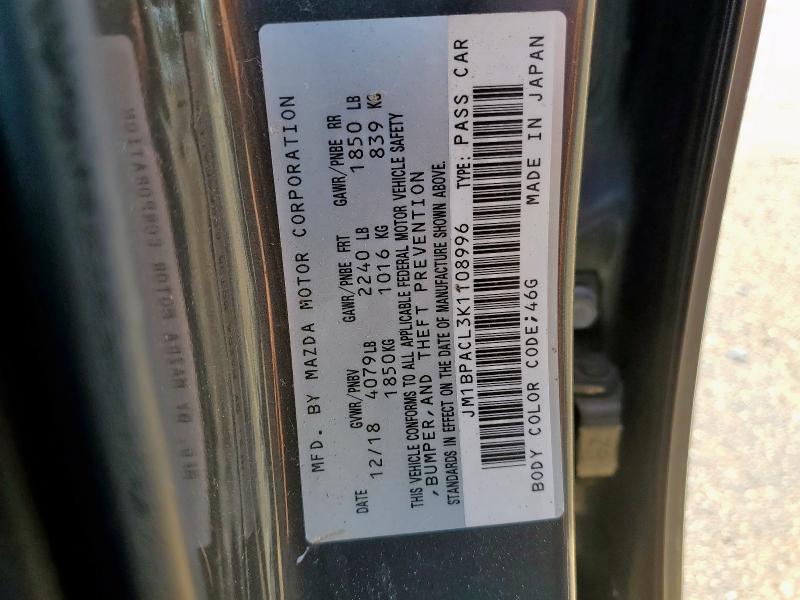 MFD. BY MAZDA MOTOR CORPORATION
DATE GVWR/PNBV GAWR/PNBE FRT GAWR/PNBE RR
12/18 4079LB 2240 LB 1850 LB
1850KG 1016 KG 839 KG
THIS VEHICLE CONFORMS TO ALL APPLICABLE FEDERAL MOTOR VEHICLE SAFETY
,BUMPER,AND THEFT PREVENTION
STANDARDS IN EFFECT ON THE DATE OF MANUFACTURE SHOWN ABOVE.
JM1BPACL3K1108996 TYPE: PASS CAR
BODY COLOR CODE;46G MADE IN JAPAN